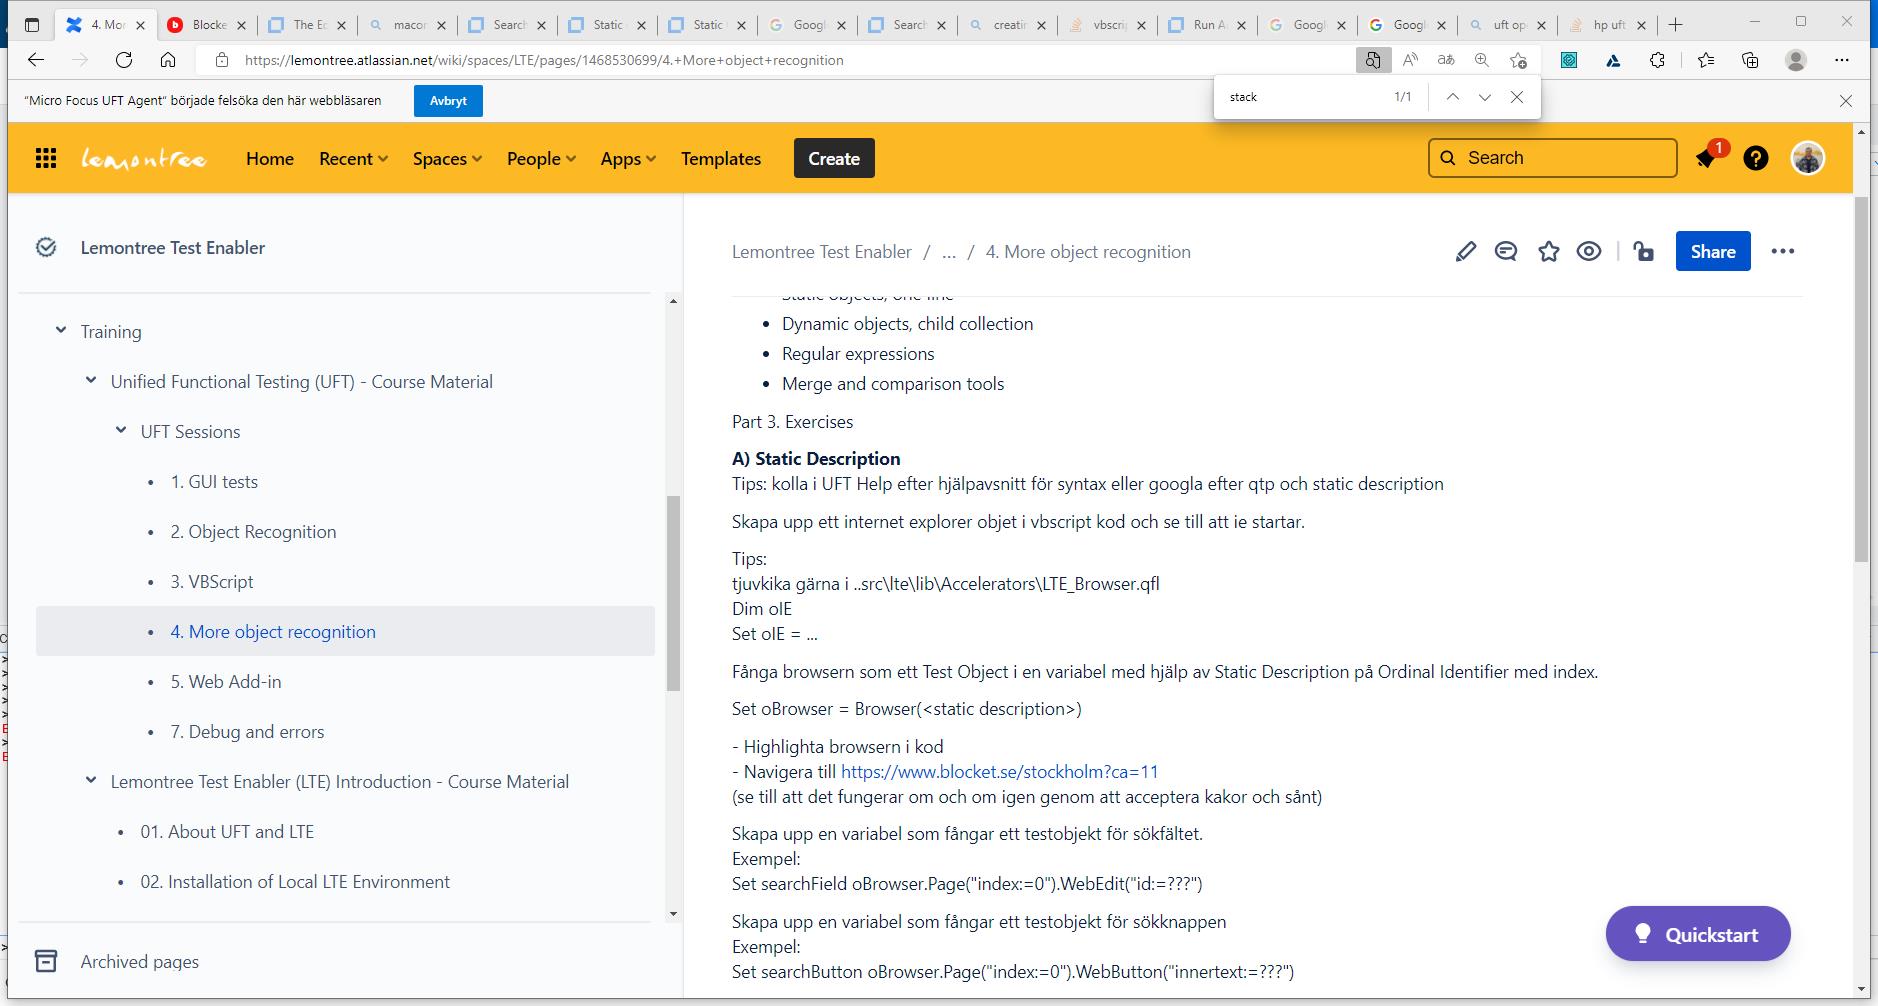 4. Mor
Blocke
The Ec
macor
Search
Static
Static
Googl
Search
creatin
vbscri
Run A
Googl
Googl
uft op
hp uft
https://lemontree.atlassian.net/wiki/spaces/LTE/pages/1468530699/4.+More+object+recognition
"Micro Focus UFT Agent" började felsöka den här webbläsaren
Avbryt
stack
1/1
lemontree
Home
Recent
Spaces
People
Apps
Templates
Create
Search
1
Lemontree Test Enabler
Training
Unified Functional Testing (UFT) - Course Material
UFT Sessions
• 1. GUI tests
• 2. Object Recognition
• 3. VBScript
• 4. More object recognition
• 5. Web Add-in
• 7. Debug and errors
Lemontree Test Enabler (LTE) Introduction - Course Material
• 01. About UFT and LTE
• 02. Installation of Local LTE Environment
Archived pages
Lemontree Test Enabler / ... / 4. More object recognition
Share
Static objects, one line
• Dynamic objects, child collection
• Regular expressions
• Merge and comparison tools
Part 3. Exercises
A) Static Description
Tips: kolla i UFT Help efter hjälpavsnitt för syntax eller googla efter qtp och static description
Skapa upp ett internet explorer objet i vbscript kod och se till att ie startar.
Tips:
tjuvkika gärna i ..src\lte\lib\Accelerators\LTE_Browser.qfl
Dim oIE
Set oIE = ...
Fånga browsern som ett Test Object i en variabel med hjälp av Static Description på Ordinal Identifier med index.
Set oBrowser = Browser(<static description>)
- Highlighta browsern i kod
- Navigera till https://www.blocket.se/stockholm?ca=11
(se till att det fungerar om och om igen genom att acceptera kakor och sånt)
Skapa upp en variabel som fångar ett testobjekt för sökfältet.
Exempel:
Set searchField oBrowser.Page("index:=0").WebEdit("id:=???")
Skapa upp en variabel som fångar ett testobjekt för sökknappen
Exempel:
Set searchButton oBrowser.Page("index:=0").WebButton("innertext:=???")
Quickstart